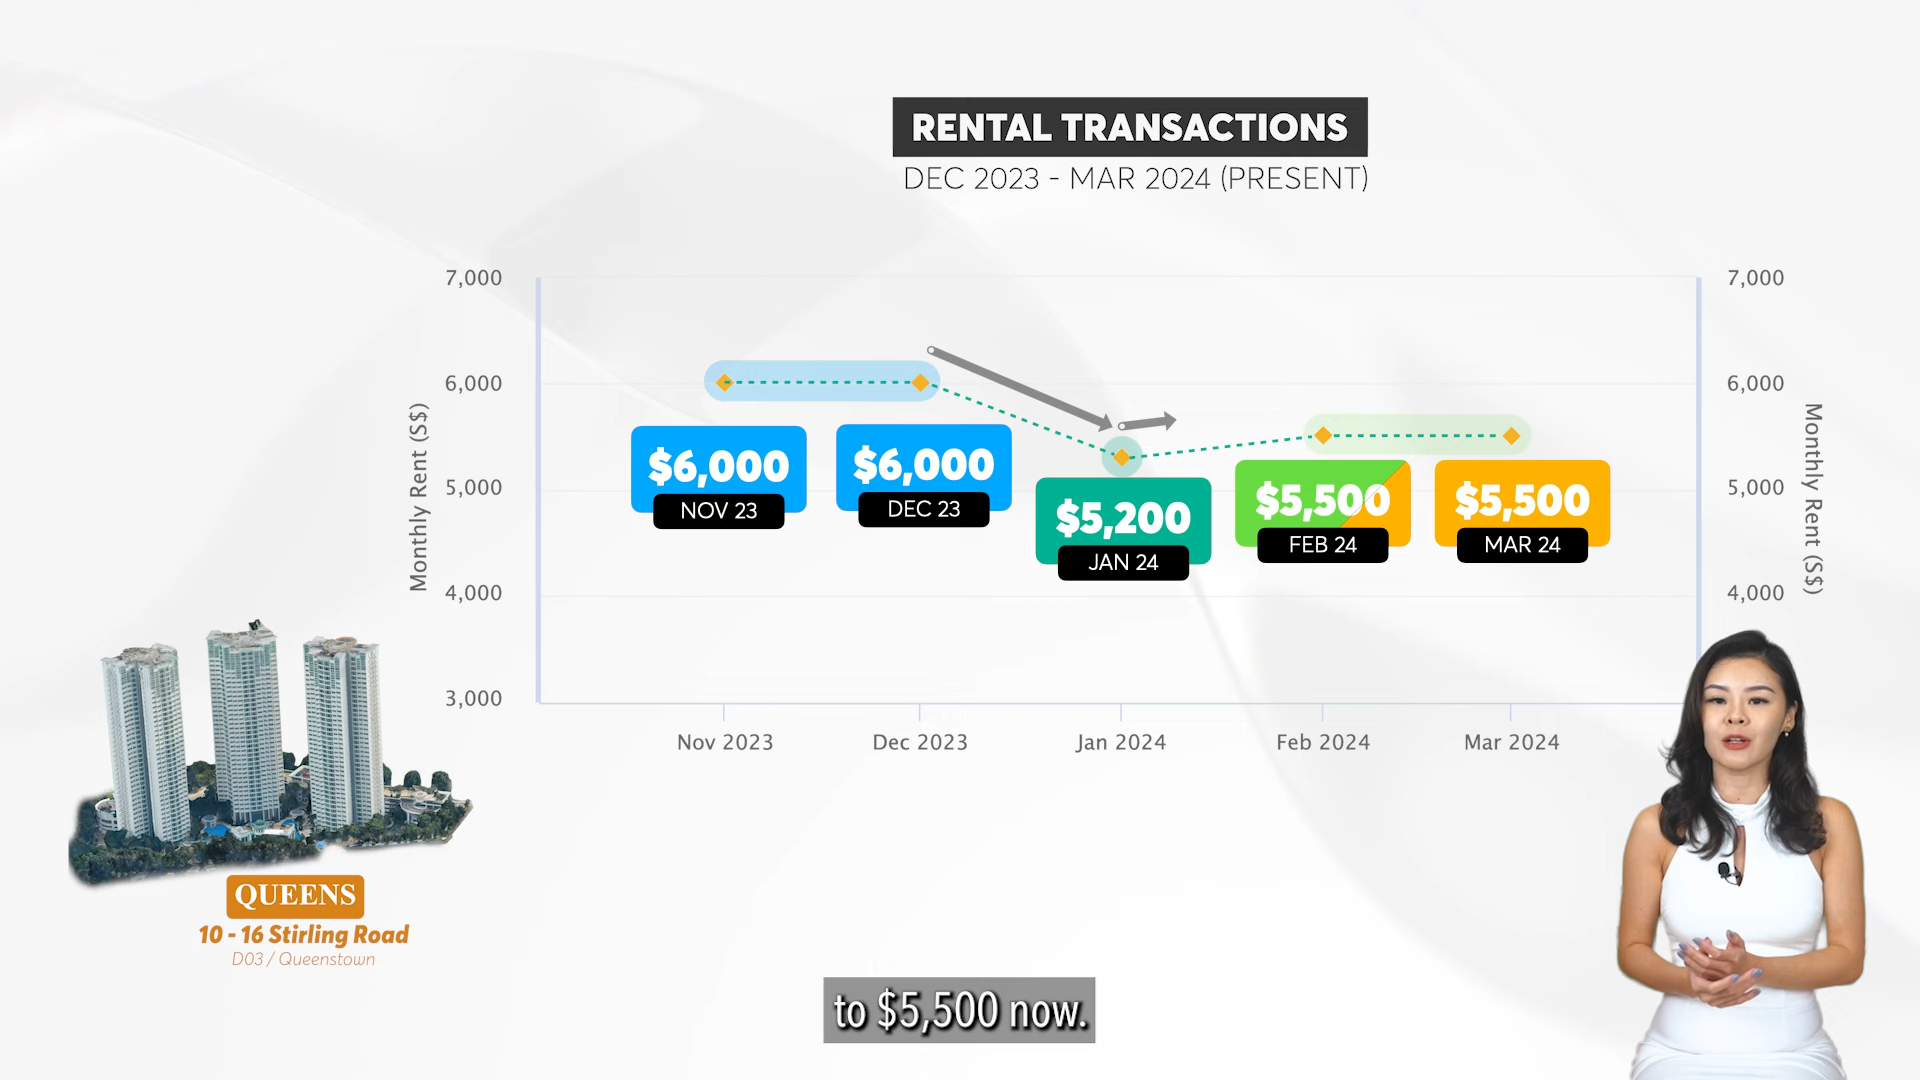 RENTAL TRANSACTIONS
DEC 2023 - MAR 2024 (PRESENT)
7,000
6,000
5,000
4,000
3,000
Monthly Rent (S$)
7,000
6,000
5,000
4,000
Monthly Rent (S$)
$6,000
NOV 23
$6,000
DEC 23
$5,200
JAN 24
$5,500
FEB 24
$5,500
MAR 24
Nov 2023
Dec 2023
Jan 2024
Feb 2024
Mar 2024
QUEENS
10 - 16 Stirling Road
D03 / Queenstown
to $5,500 now.